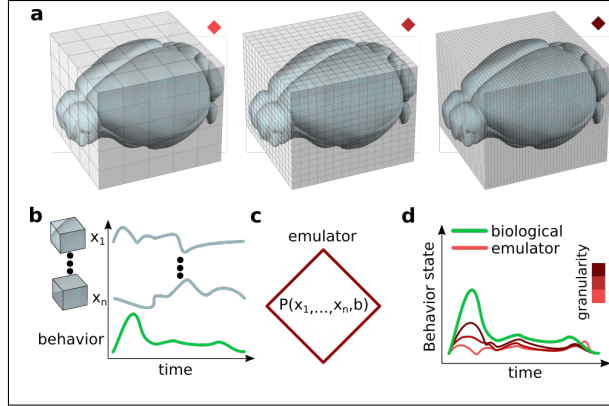 a
b
x1
xn
behavior
time
c
emulator
P(x1,...,xn,b)
d
biological
emulator
granularity
Behavior state
time